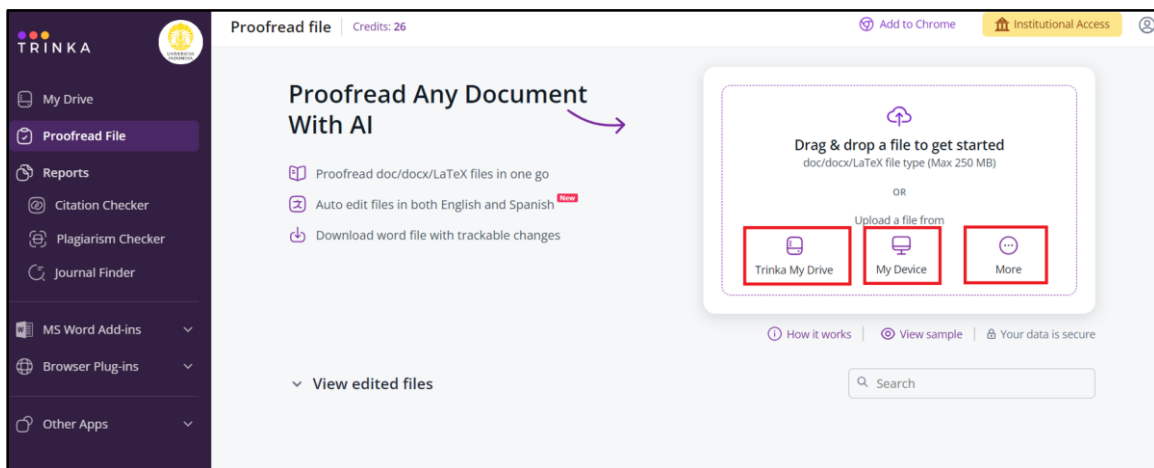 TRINKA
UNIVERSITAS
INDONESIA
My Drive
Proofread File
Reports
Citation Checker
Plagiarism Checker
Journal Finder
MS Word Add-ins
Browser Plug-ins
Other Apps
Proofread file
Credits: 26
Add to Chrome
Institutional Access
Proofread Any Document
With AI
Proofread doc/docx/LaTeX files in one go
Auto edit files in both English and Spanish New
Download word file with trackable changes
Drag & drop a file to get started
doc/docx/LaTeX file type (Max 250 MB)
OR
Upload a file from
Trinka My Drive
My Device
More
How it works
View sample
Your data is secure
View edited files
Search